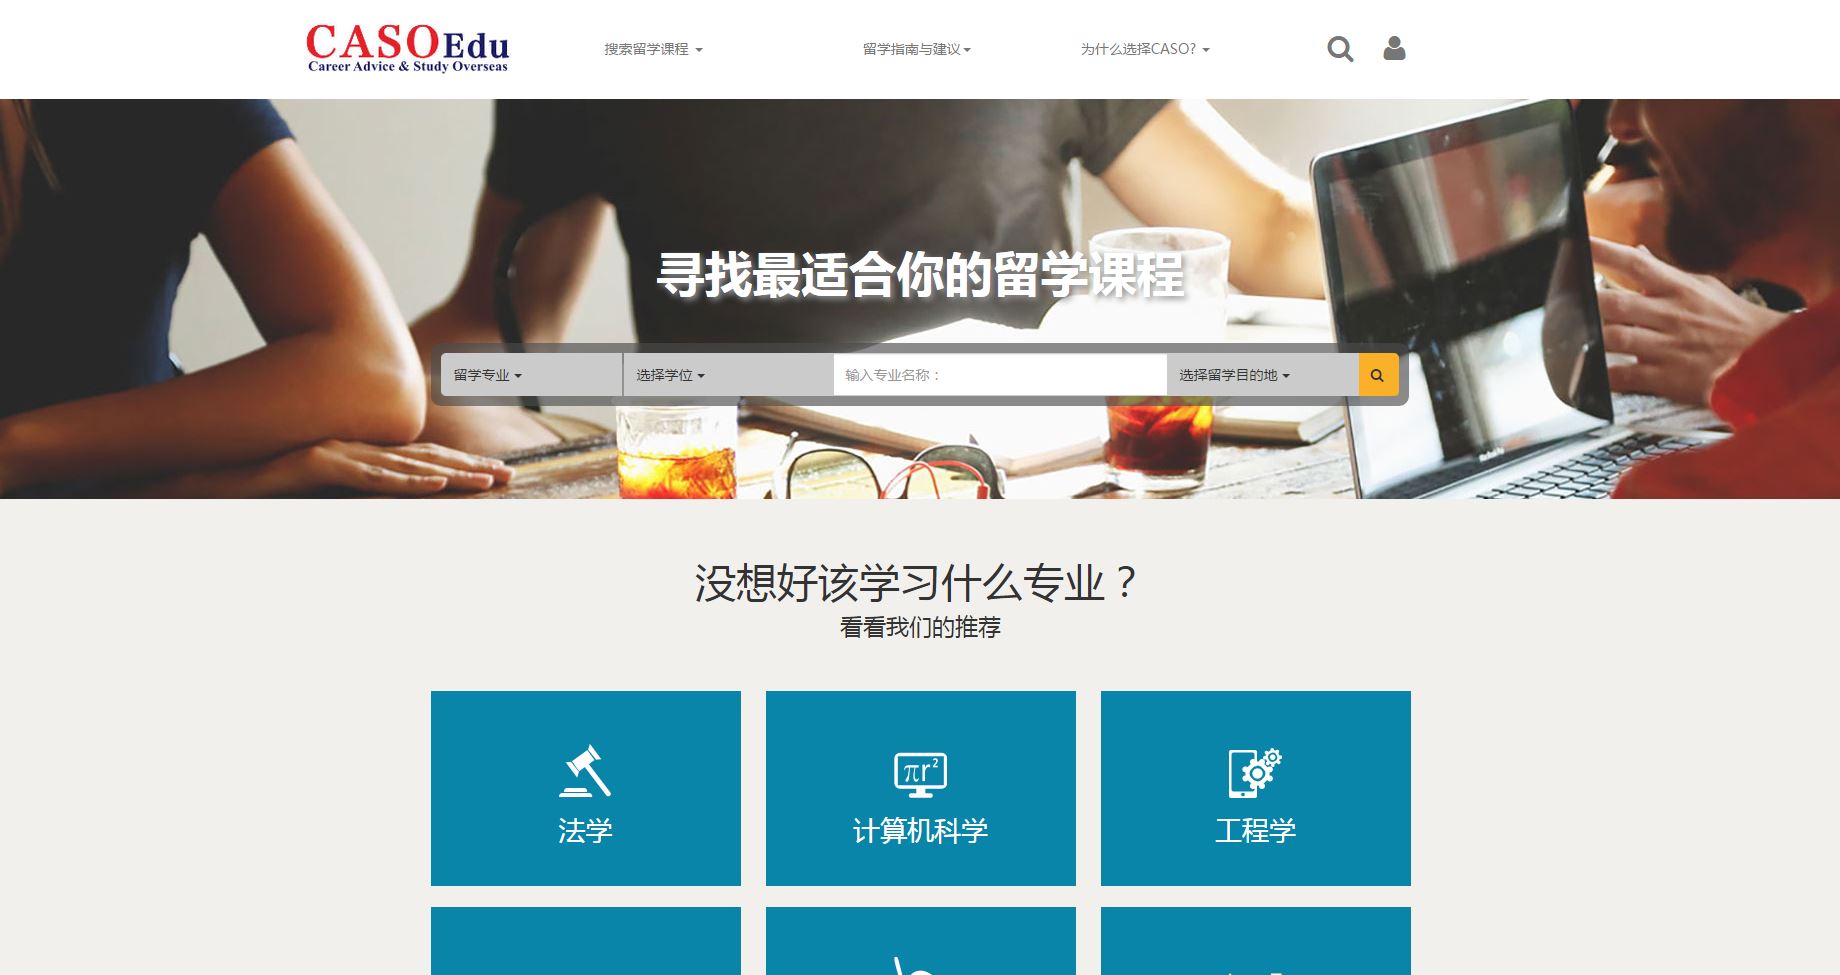 CASOEdu
Career Advice & Study Overseas
搜索留学课程
留学指南与建议
为什么选择CASO?
寻找最适合你的留学课程
留学专业
选择学位
输入专业名称：
选择留学目的地
没想好该学习什么专业？
看看我们的推荐
πr²
法学
计算机科学
工程学